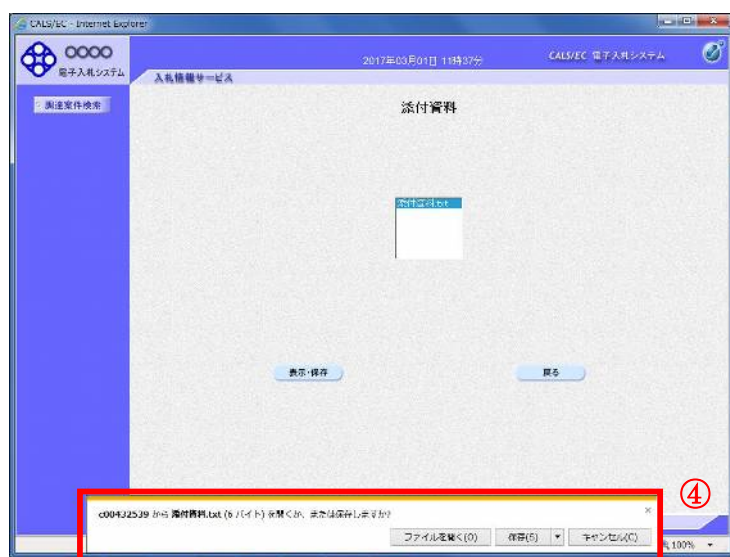 CALS/EC - Internet Explorer
OOOO
電子入札システム
2017年03月01日 11時37分
CALS/EC 電子入札システム
入札情報サービス
調達案件検索
添付資料
添付資料.txt
表示・保存
戻る
④
c00432539 から 添付資料.txt (6 バイト) を開くか、または保存しますか?
ファイルを開く(O)
保存(S)
キャンセル(C)
100%